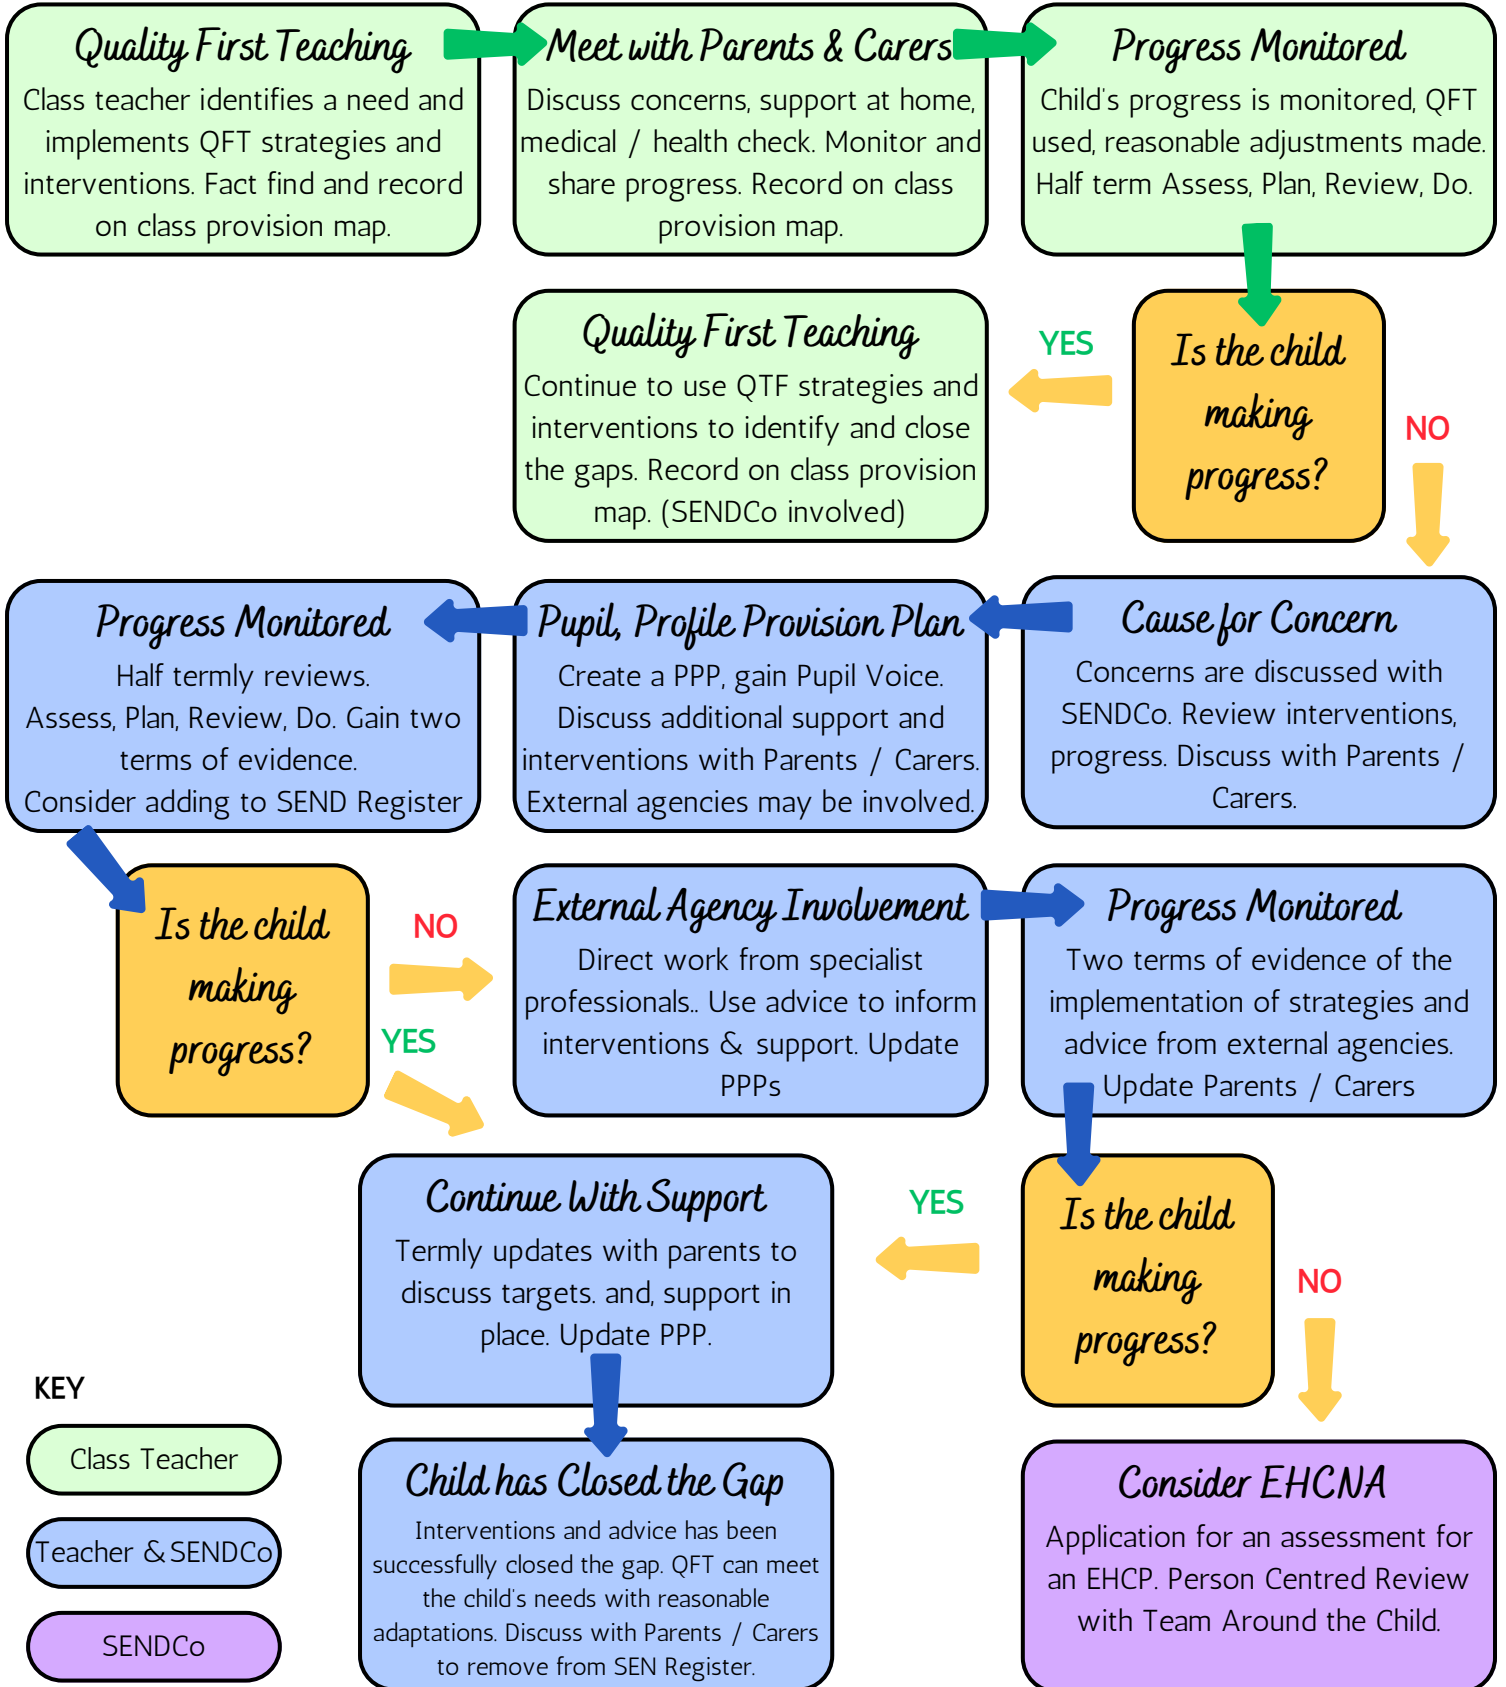 Quality First Teaching
Class teacher identifies a need and
implements QFT strategies and
interventions. Fact find and record
on class provision map.
Meet with Parents & Carers
Discuss concerns, support at home,
medical / health check. Monitor and
share progress. Record on class
provision map.
Progress Monitored
Child's progress is monitored, QFT
used, reasonable adjustments made.
Half term Assess, Plan, Review, Do.
Is the child
making
progress?
YES
NO
Quality First Teaching
Continue to use QTF strategies and
interventions to identify and close
the gaps. Record on class provision
map. (SENDCo involved)
Cause for Concern
Concerns are discussed with
SENDCo. Review interventions,
progress. Discuss with Parents /
Carers.
Pupil, Profile Provision Plan
Create a PPP, gain Pupil Voice.
Discuss additional support and
interventions with Parents / Carers.
External agencies may be involved.
Progress Monitored
Half termly reviews.
Assess, Plan, Review, Do. Gain two
terms of evidence.
Consider adding to SEND Register
Is the child
making
progress?
NO
YES
External Agency Involvement
Direct work from specialist
professionals.. Use advice to inform
interventions & support. Update
PPPs
Progress Monitored
Two terms of evidence of the
implementation of strategies and
advice from external agencies.
Update Parents / Carers
Is the child
making
progress?
YES
NO
Continue With Support
Termly updates with parents to
discuss targets. and, support in
place. Update PPP.
Child has Closed the Gap
Interventions and advice has been
successfully closed the gap. QFT can meet
the child's needs with reasonable
adaptations. Discuss with Parents / Carers
to remove from SEN Register.
Consider EHCNA
Application for an assessment for
an EHCP. Person Centred Review
with Team Around the Child.
KEY
Class Teacher
Teacher & SENDCo
SENDCo